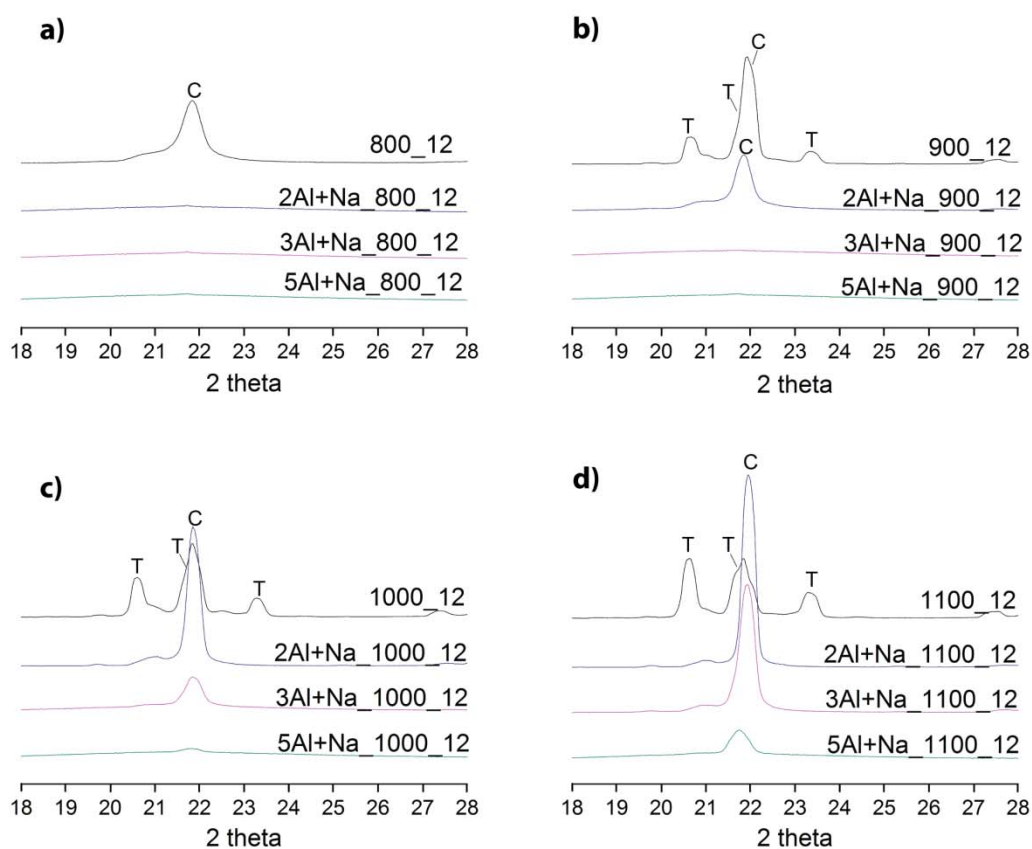 a)
C
800_12
2Al+Na_800_12
3Al+Na_800_12
5Al+Na_800_12
18 19 20 21 22 23 24 25 26 27 28
2 theta
b)
C
T
T
T
C
900_12
2Al+Na_900_12
3Al+Na_900_12
5Al+Na_900_12
18 19 20 21 22 23 24 25 26 27 28
2 theta
c)
C
T
T
T
1000_12
2Al+Na_1000_12
3Al+Na_1000_12
5Al+Na_1000_12
18 19 20 21 22 23 24 25 26 27 28
2 theta
d)
C
T
T
T
1100_12
2Al+Na_1100_12
3Al+Na_1100_12
5Al+Na_1100_12
18 19 20 21 22 23 24 25 26 27 28
2 theta